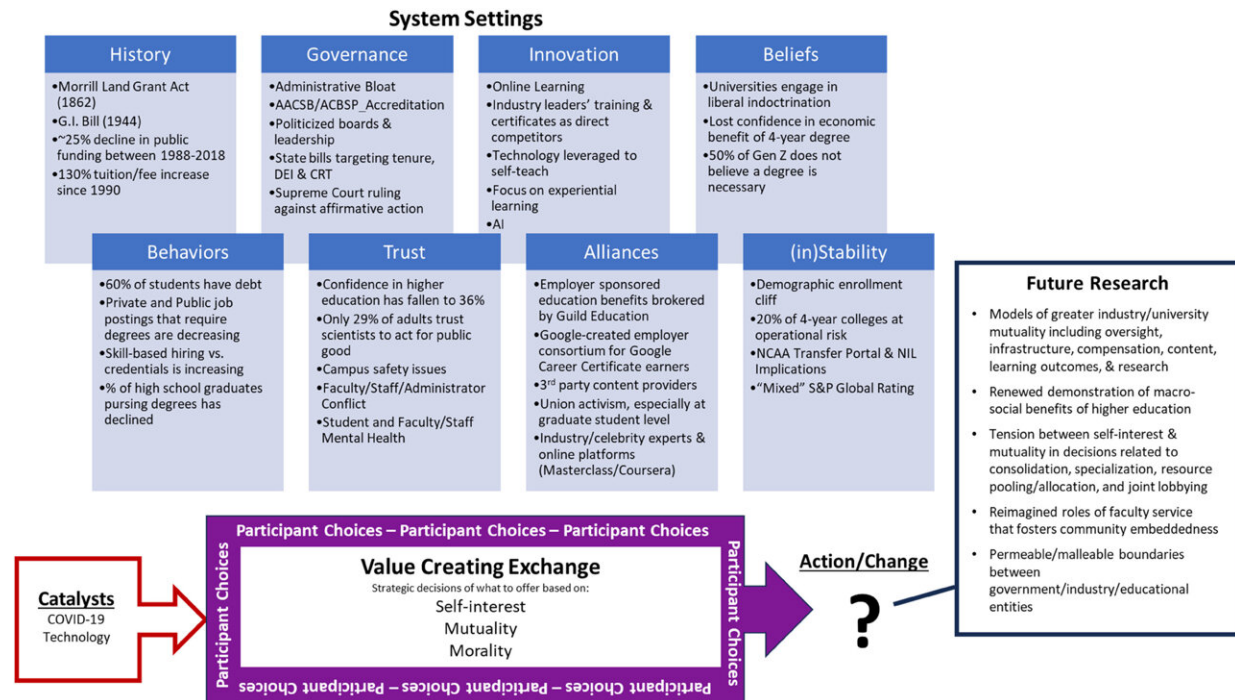 System Settings
History
•Morrill Land Grant Act
(1862)
•G.I. Bill (1944)
•~25% decline in public
funding between 1988-2018
•130% tuition/fee increase
since 1990
Governance
•Administrative Bloat
•AACSB/ACBSP_Accreditation
•Politicized boards &
leadership
•State bills targeting tenure,
DEI & CRT
•Supreme Court ruling
against affirmative action
Innovation
•Online Learning
•Industry leaders' training &
certificates as direct
competitors
•Technology leveraged to
self-teach
•Focus on experiential
learning
•AI
Beliefs
•Universities engage in
liberal indoctrination
•Lost confidence in economic
benefit of 4-year degree
•50% of Gen Z does not
believe a degree is
necessary
Behaviors
•60% of students have debt
•Private and Public job
postings that require
degrees are decreasing
•Skill-based hiring vs.
credentials is increasing
•% of high school graduates
pursing degrees has
declined
Trust
•Confidence in higher
education has fallen to 36%
•Only 29% of adults trust
scientists to act for public
good
•Campus safety issues
•Faculty/Staff/Administrator
Conflict
•Student and Faculty/Staff
Mental Health
Alliances
•Employer sponsored
education benefits brokered
by Guild Education
•Google-created employer
consortium for Google
Career Certificate earners
•3rd party content providers
•Union activism, especially at
graduate student level
•Industry/celebrity experts &
online platforms
(Masterclass/Coursera)
(in)Stability
•Demographic enrollment
cliff
•20% of 4-year colleges at
operational risk
•NCAA Transfer Portal & NIL
Implications
•"Mixed" S&P Global Rating
Future Research
• Models of greater industry/university
mutuality including oversight,
infrastructure, compensation, content,
learning outcomes, & research
• Renewed demonstration of macro-
social benefits of higher education
• Tension between self-interest &
mutuality in decisions related to
consolidation, specialization, resource
pooling/allocation, and joint lobbying
• Reimagined roles of faculty service
that fosters community embeddedness
• Permeable/malleable boundaries
between
government/industry/educational
entities
Catalysts
COVID-19
Technology
Participant Choices
Participant Choices – Participant Choices – Participant Choices
Value Creating Exchange
Strategic decisions of what to offer based on:
Self-interest
Mutuality
Morality
Participant Choices
Participant Choices – Participant Choices – Participant Choices
Action/Change
?